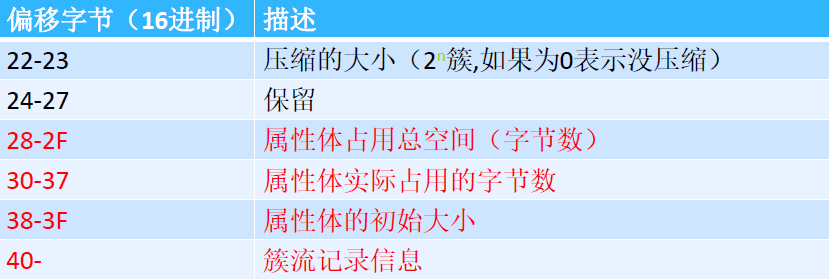 偏移字节（16进制） 描述
22-23 压缩的大小（2ⁿ簇,如果为0表示没压缩）
24-27 保留
28-2F 属性体占用总空间（字节数）
30-37 属性体实际占用的字节数
38-3F 属性体的初始大小
40- 簇流记录信息